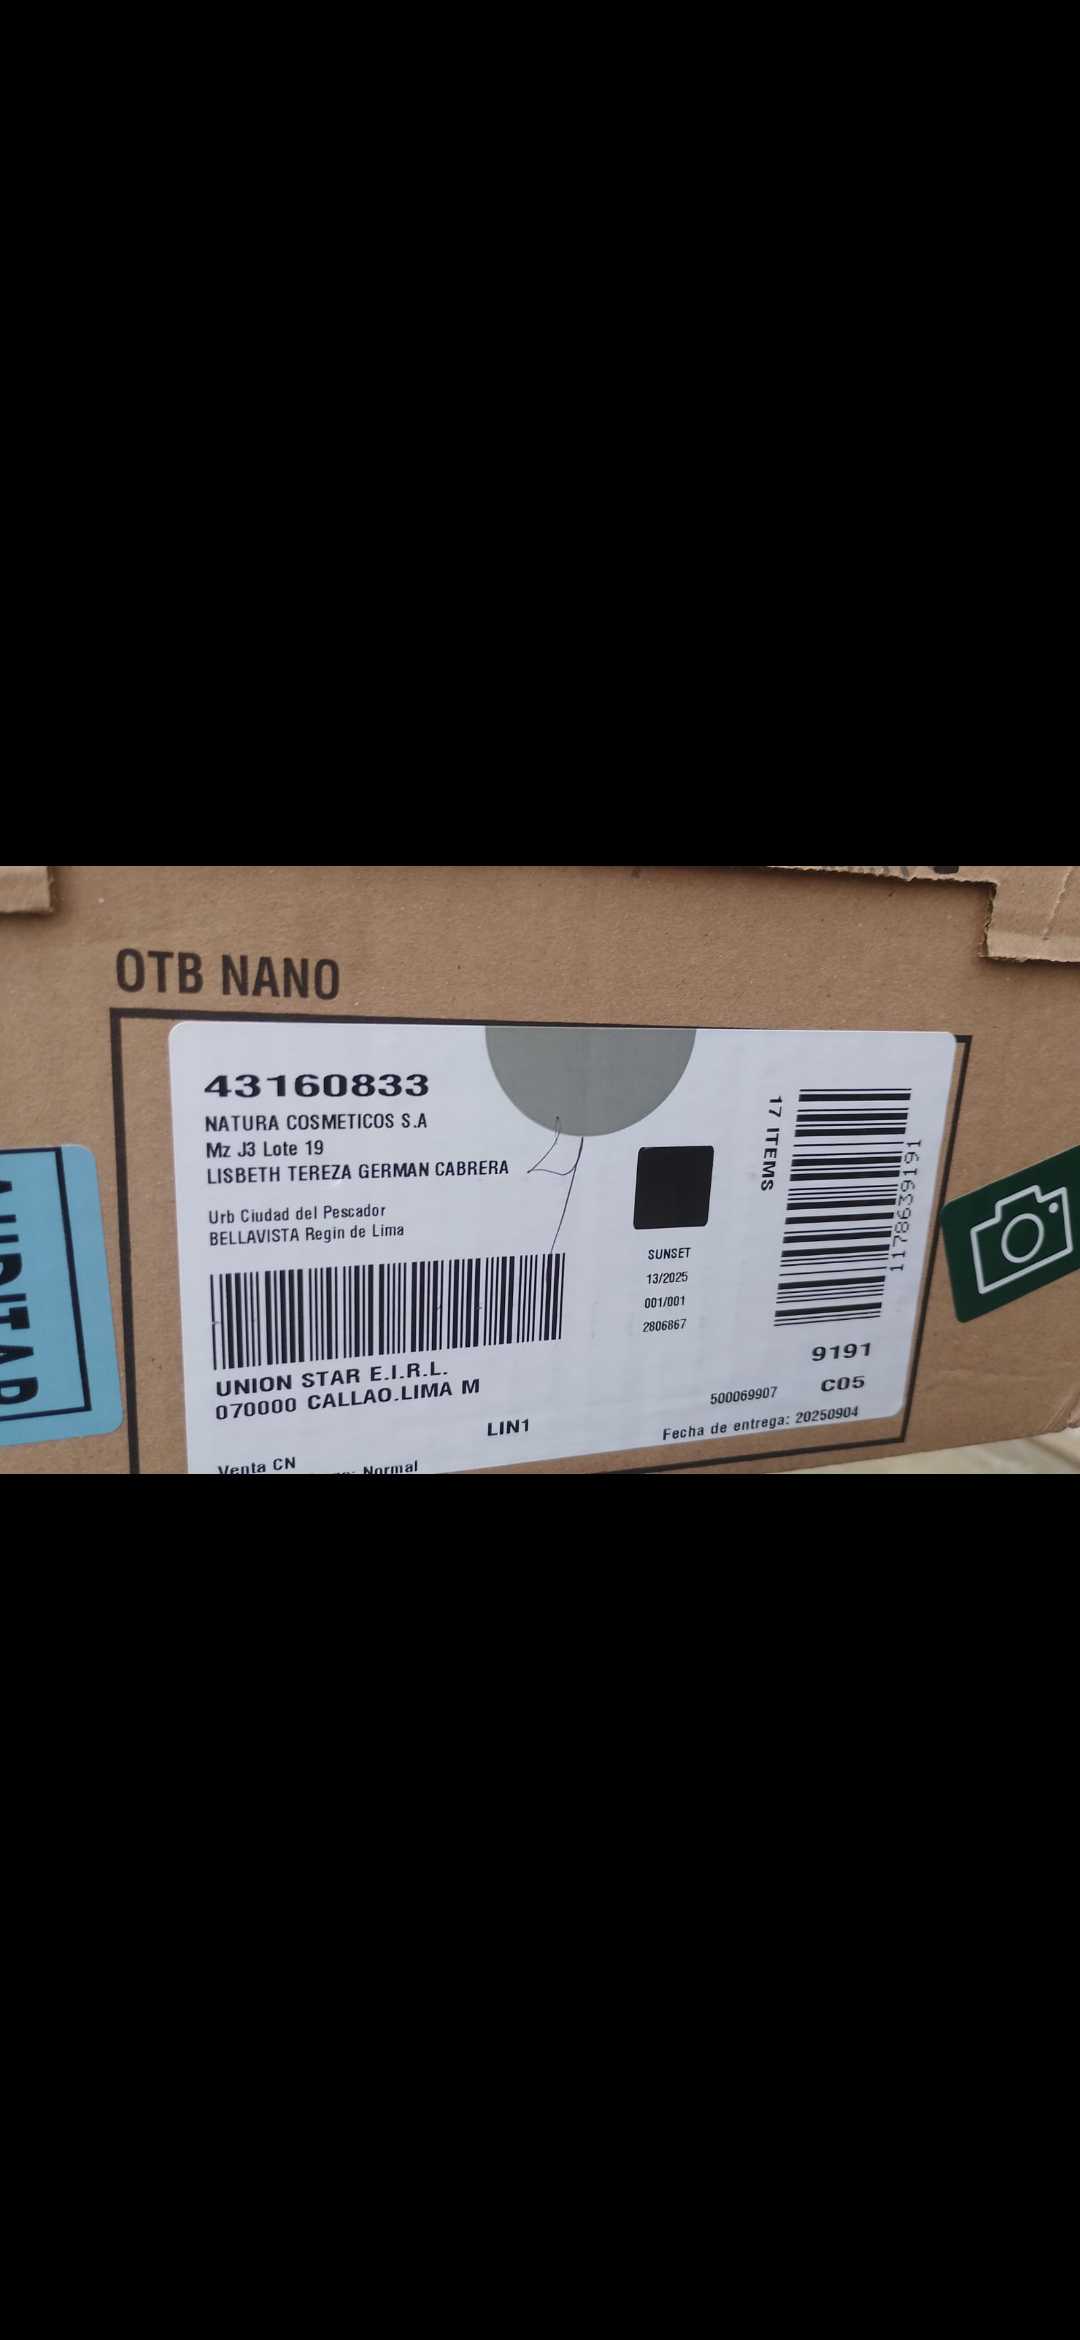 OTB NANO
43160833
NATURA COSMETICOS S.A
Mz J3 Lote 19
LISBETH TEREZA GERMAN CABRERA
Urb Ciudad del Pescador
BELLAVISTA Regin de Lima
UNION STAR E.I.R.L.
070000 CALLAO.LIMA M
LIN1
Venta CN
Normal
SUNSET
13/2025
001/001
2806867
17 ITEMS
1178639191
9191
500069907
C05
Fecha de entrega: 20250904